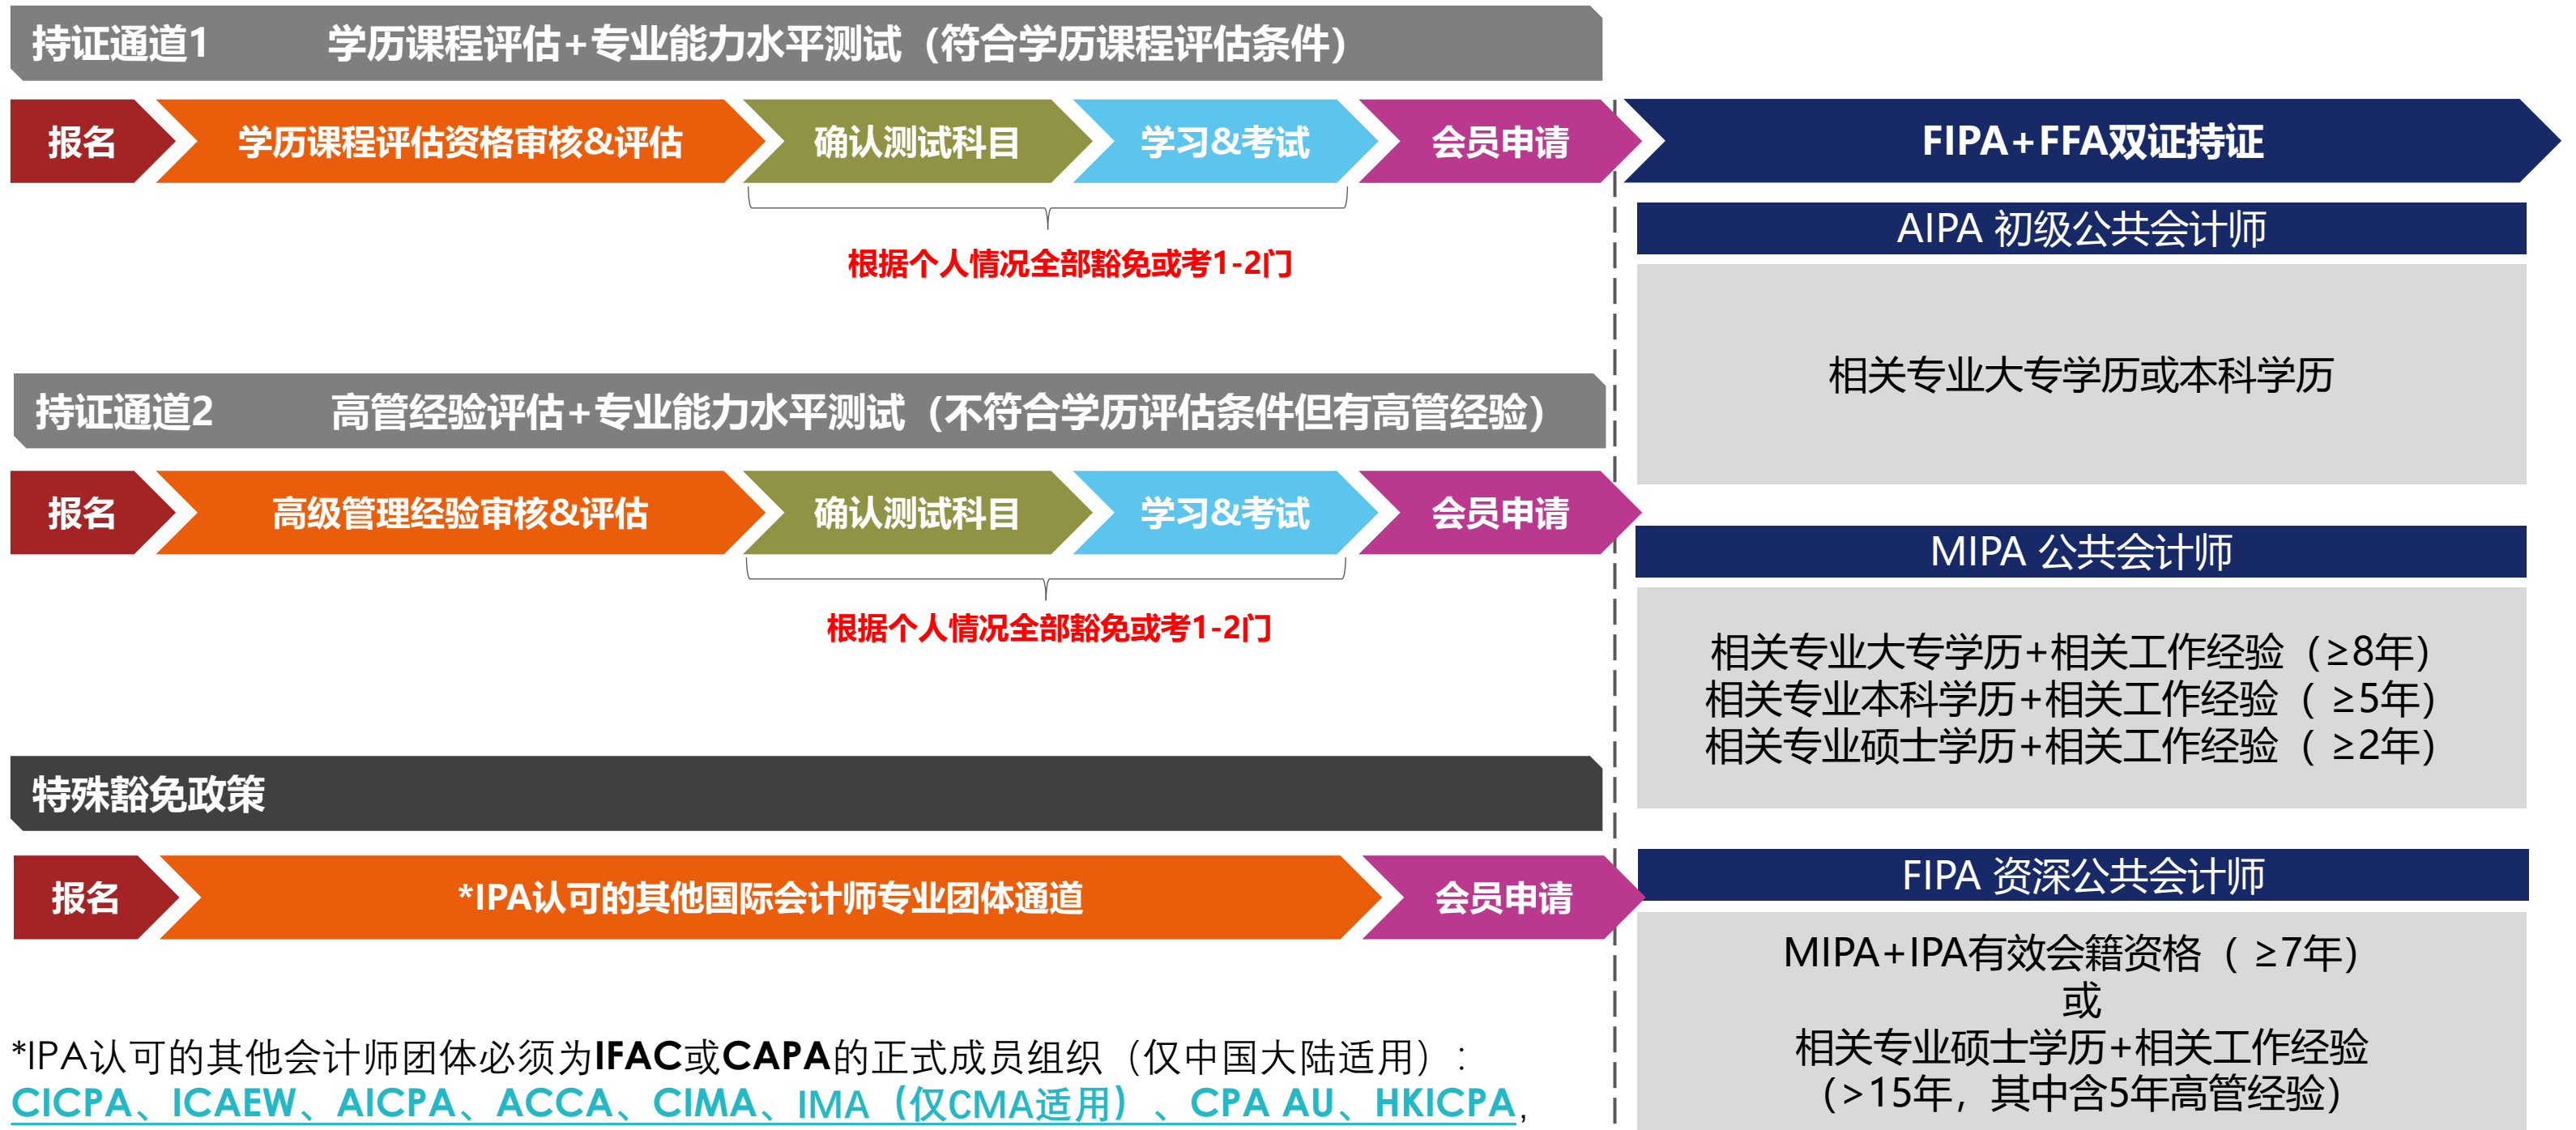 持证通道1 学历课程评估+专业能力水平测试（符合学历课程评估条件）
报名 学历课程评估资格审核&评估 确认测试科目 学习&考试 会员申请
根据个人情况全部豁免或考1-2门
持证通道2 高管经验评估+专业能力水平测试（不符合学历评估条件但有高管经验）
报名 高级管理经验审核&评估 确认测试科目 学习&考试 会员申请
根据个人情况全部豁免或考1-2门
特殊豁免政策
报名 *IPA认可的其他国际会计师专业团体通道 会员申请
*IPA认可的其他会计师团体必须为IFAC或CAPA的正式成员组织（仅中国大陆适用）：
CICPA、ICAEW、AICPA、ACCA、CIMA、IMA（仅CMA适用）、CPA AU、HKICPA,
FIPA+FFA双证持证
AIPA 初级公共会计师
相关专业大专学历或本科学历
MIPA 公共会计师
相关专业大专学历+相关工作经验（≥8年）
相关专业本科学历+相关工作经验（ ≥5年）
相关专业硕士学历+相关工作经验（ ≥2年）
FIPA 资深公共会计师
MIPA+IPA有效会籍资格（ ≥7年）
或
相关专业硕士学历+相关工作经验
（>15年，其中含5年高管经验）